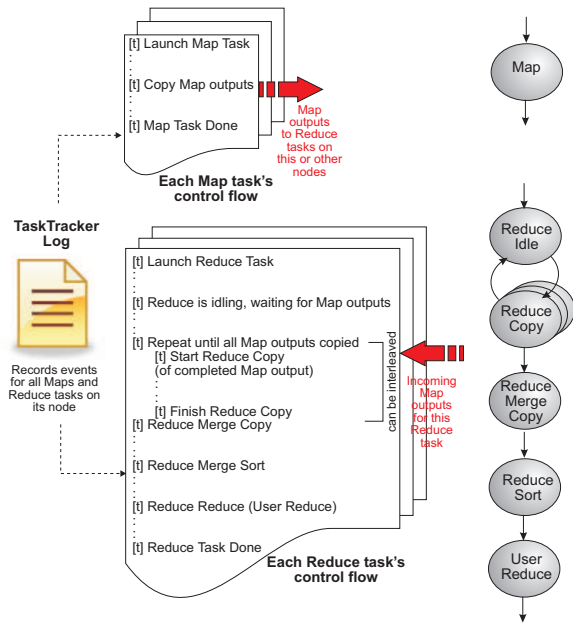 [t] Launch Map Task
[t] Copy Map outputs
[t] Map Task Done
Map
outputs
to Reduce
tasks on
this or other
nodes
Each Map task's
control flow
Map
TaskTracker
Log
Records events
for all Maps and
Reduce tasks on
its node
[t] Launch Reduce Task
[t] Reduce is idling, waiting for Map outputs
[t] Repeat until all Map outputs copied
[t] Start Reduce Copy
(of completed Map output)
[t] Finish Reduce Copy
[t] Reduce Merge Copy
can be interleaved
[t] Reduce Merge Sort
[t] Reduce Reduce (User Reduce)
[t] Reduce Task Done
Incoming
Map
outputs
for this
Reduce
task
Each Reduce task's
control flow
Reduce
Idle
Reduce
Copy
Reduce
Merge
Copy
Reduce
Sort
User
Reduce